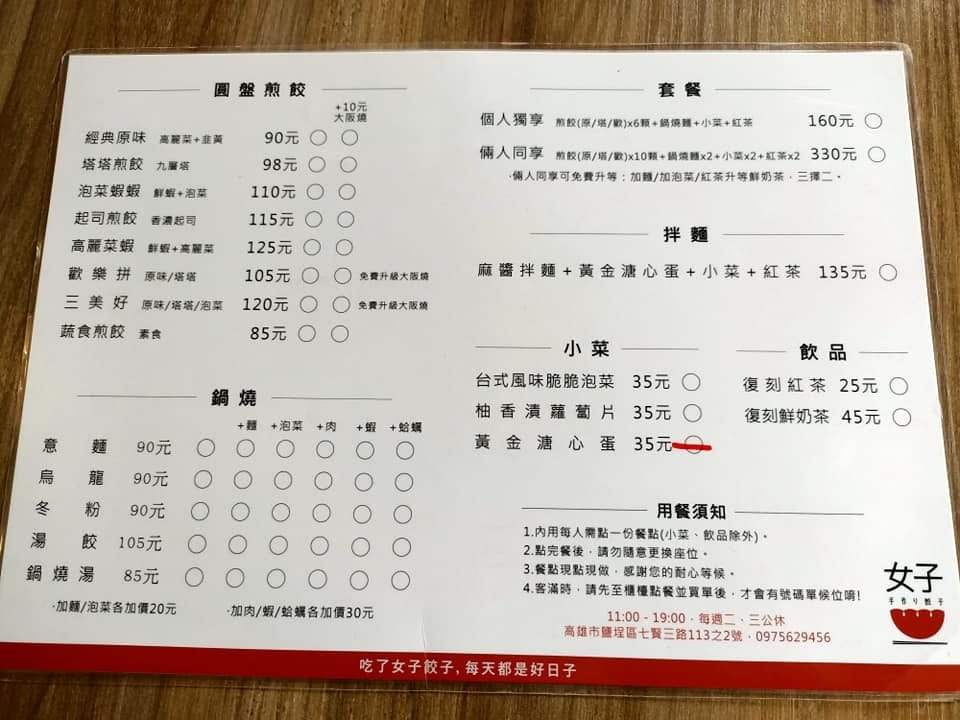 圓盤煎餃
+10元
大阪燒
經典原味 高麗菜+韭黃 90元
塔塔煎餃 九層塔 98元
泡菜蝦蝦 鮮蝦+泡菜 110元
起司煎餃 香濃起司 115元
高麗菜蝦 鮮蝦+高麗菜 125元
歡樂拼 原味/塔塔 105元 免費升級大阪燒
三美好 原味/塔塔/泡菜 120元 免費升級大阪燒
蔬食煎餃 素食 85元
鍋燒
+麵 +泡菜 +肉 +蝦 +蛤蠣
意麵 90元
烏龍 90元
冬粉 90元
湯餃 105元
鍋燒湯 85元
·加麵/泡菜各加價20元 ·加肉/蝦/蛤蠣各加價30元
套餐
個人獨享 煎餃(原/塔/歡)x6顆+鍋燒麵+小菜+紅茶 160元
倆人同享 煎餃(原/塔/歡)x10顆+鍋燒麵x2+小菜x2+紅茶x2 330元
·倆人同享可免費升等：加麵/加泡菜/紅茶升等鮮奶茶，三擇二。
拌麵
麻醬拌麵+黃金溏心蛋+小菜+紅茶 135元
小菜
台式風味脆脆泡菜 35元
柚香漬蘿蔔片 35元
黃金溏心蛋 35元
飲品
復刻紅茶 25元
復刻鮮奶茶 45元
用餐須知
1.內用每人需點一份餐點(小菜、飲品除外)。
2.點完餐後，請勿隨意更換座位。
3.餐點現點現做，感謝您的耐心等候。
4.客滿時，請先至櫃檯點餐並買單後，才會有號碼單候位唷!
11:00 - 19:00，每週二、三公休
高雄市鹽埕區七賢三路113之2號，0975629456
女子
手作り餃子
吃了女子餃子,每天都是好日子